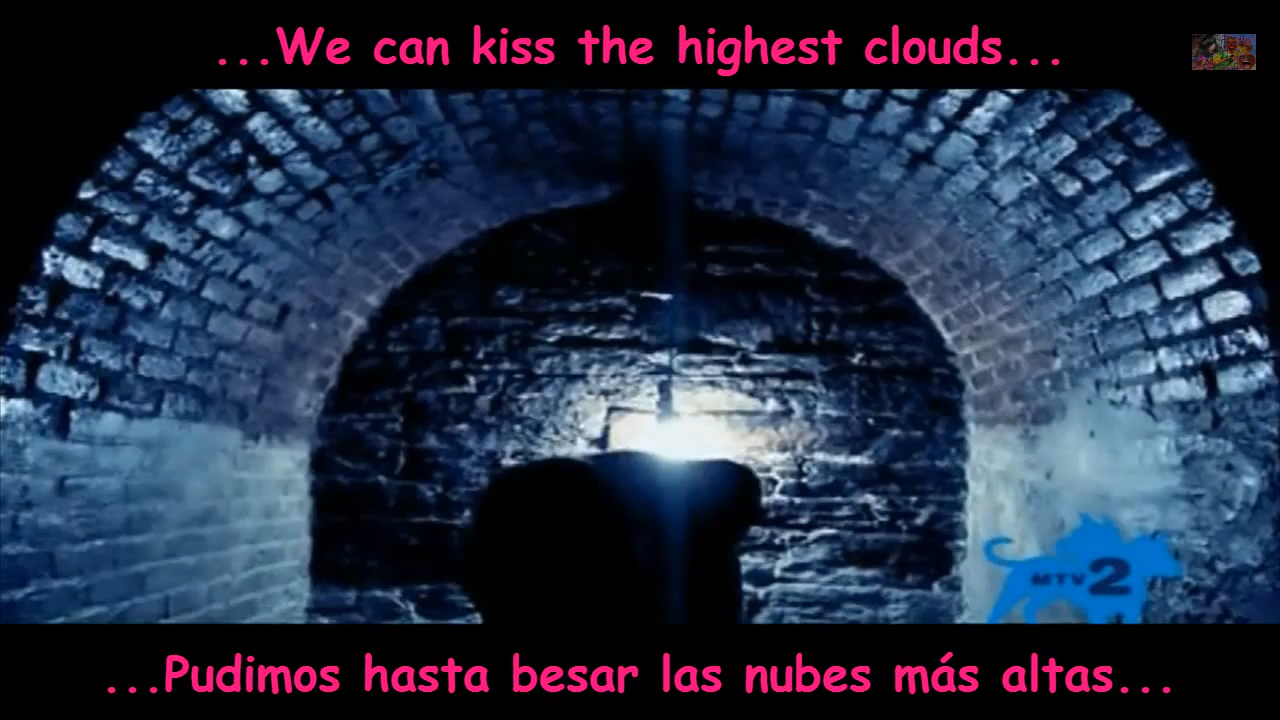 ...We can kiss the highest clouds...
MTV2
...Pudimos hasta besar las nubes más altas...